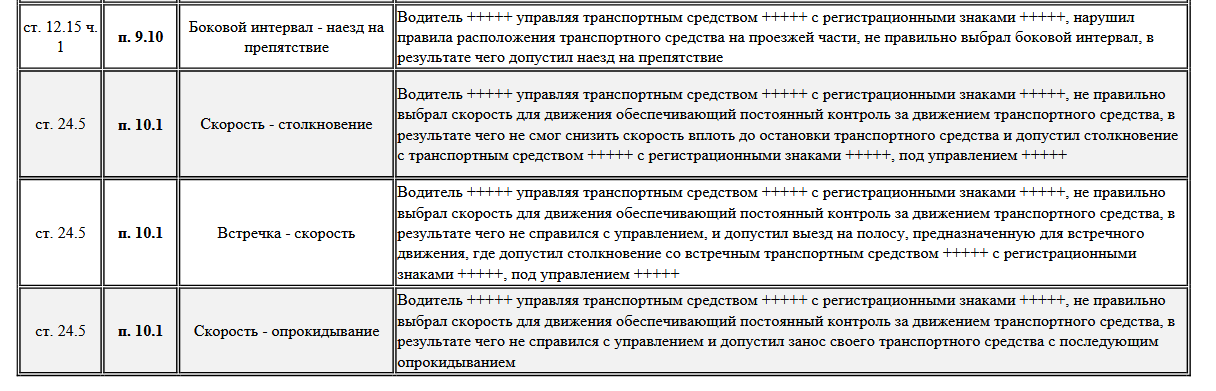 ст. 12.15 ч.
1
п. 9.10
Боковой интервал - наезд на
препятствие
Водитель +++++ управляя транспортным средством +++++ с регистрационными знаками +++++, нарушил
правила расположения транспортного средства на проезжей части, не правильно выбрал боковой интервал, в
результате чего допустил наезд на препятствие
ст. 24.5
п. 10.1
Скорость - столкновение
Водитель +++++ управляя транспортным средством +++++ с регистрационными знаками +++++, не правильно
выбрал скорость для движения обеспечивающий постоянный контроль за движением транспортного средства, в
результате чего не смог снизить скорость вплоть до остановки транспортного средства и допустил столкновение
с транспортным средством +++++ с регистрационными знаками +++++, под управлением +++++
ст. 24.5
п. 10.1
Встречка - скорость
Водитель +++++ управляя транспортным средством +++++ с регистрационными знаками +++++, не правильно
выбрал скорость для движения обеспечивающий постоянный контроль за движением транспортного средства, в
результате чего не справился с управлением, и допустил выезд на полосу, предназначенную для встречного
движения, где допустил столкновение со встречным транспортным средством +++++ с регистрационными
знаками +++++, под управлением +++++
ст. 24.5
п. 10.1
Скорость - опрокидывание
Водитель +++++ управляя транспортным средством +++++ с регистрационными знаками +++++, не правильно
выбрал скорость для движения обеспечивающий постоянный контроль за движением транспортного средства, в
результате чего не справился с управлением и допустил занос своего транспортного средства с последующим
опрокидыванием